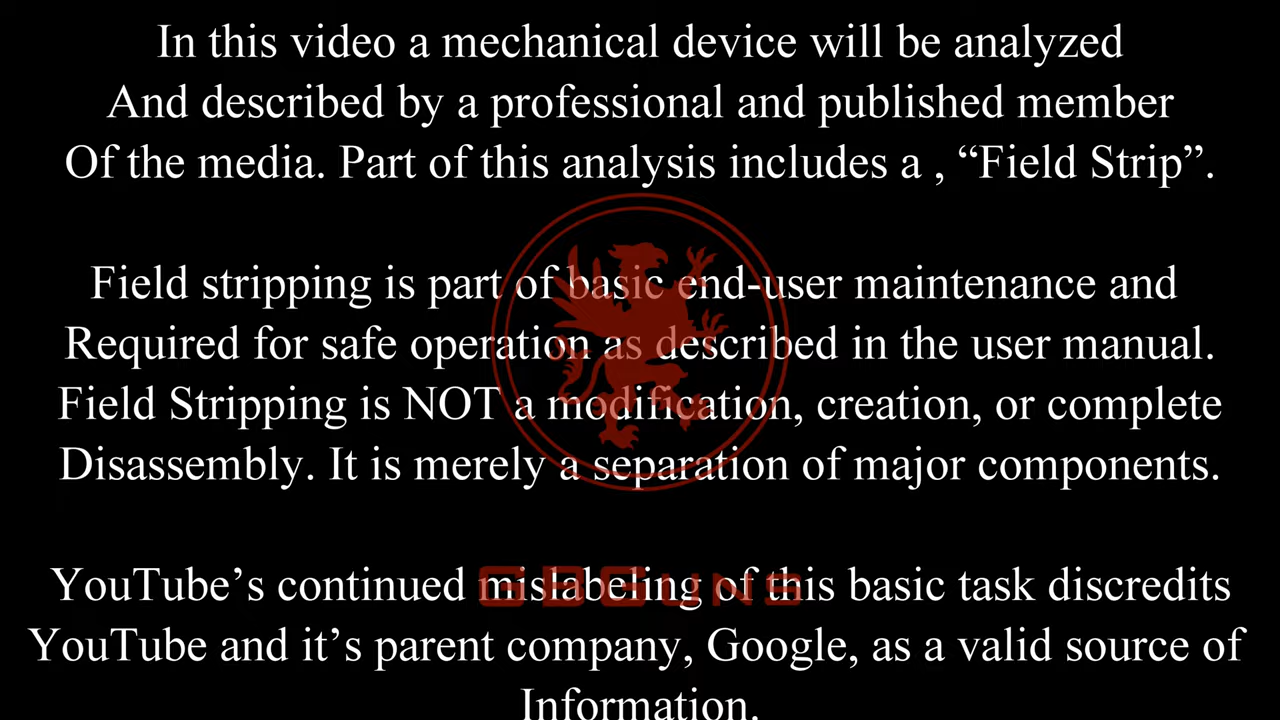 In this video a mechanical device will be analyzed
And described by a professional and published member
Of the media. Part of this analysis includes a , “Field Strip”.
Field stripping is part of basic end-user maintenance and
Required for safe operation as described in the user manual.
Field Stripping is NOT a modification, creation, or complete
Disassembly. It is merely a separation of major components.
YouTube’s continued mislabeling of this basic task discredits
GBGuns
YouTube and it’s parent company, Google, as a valid source of
Information.